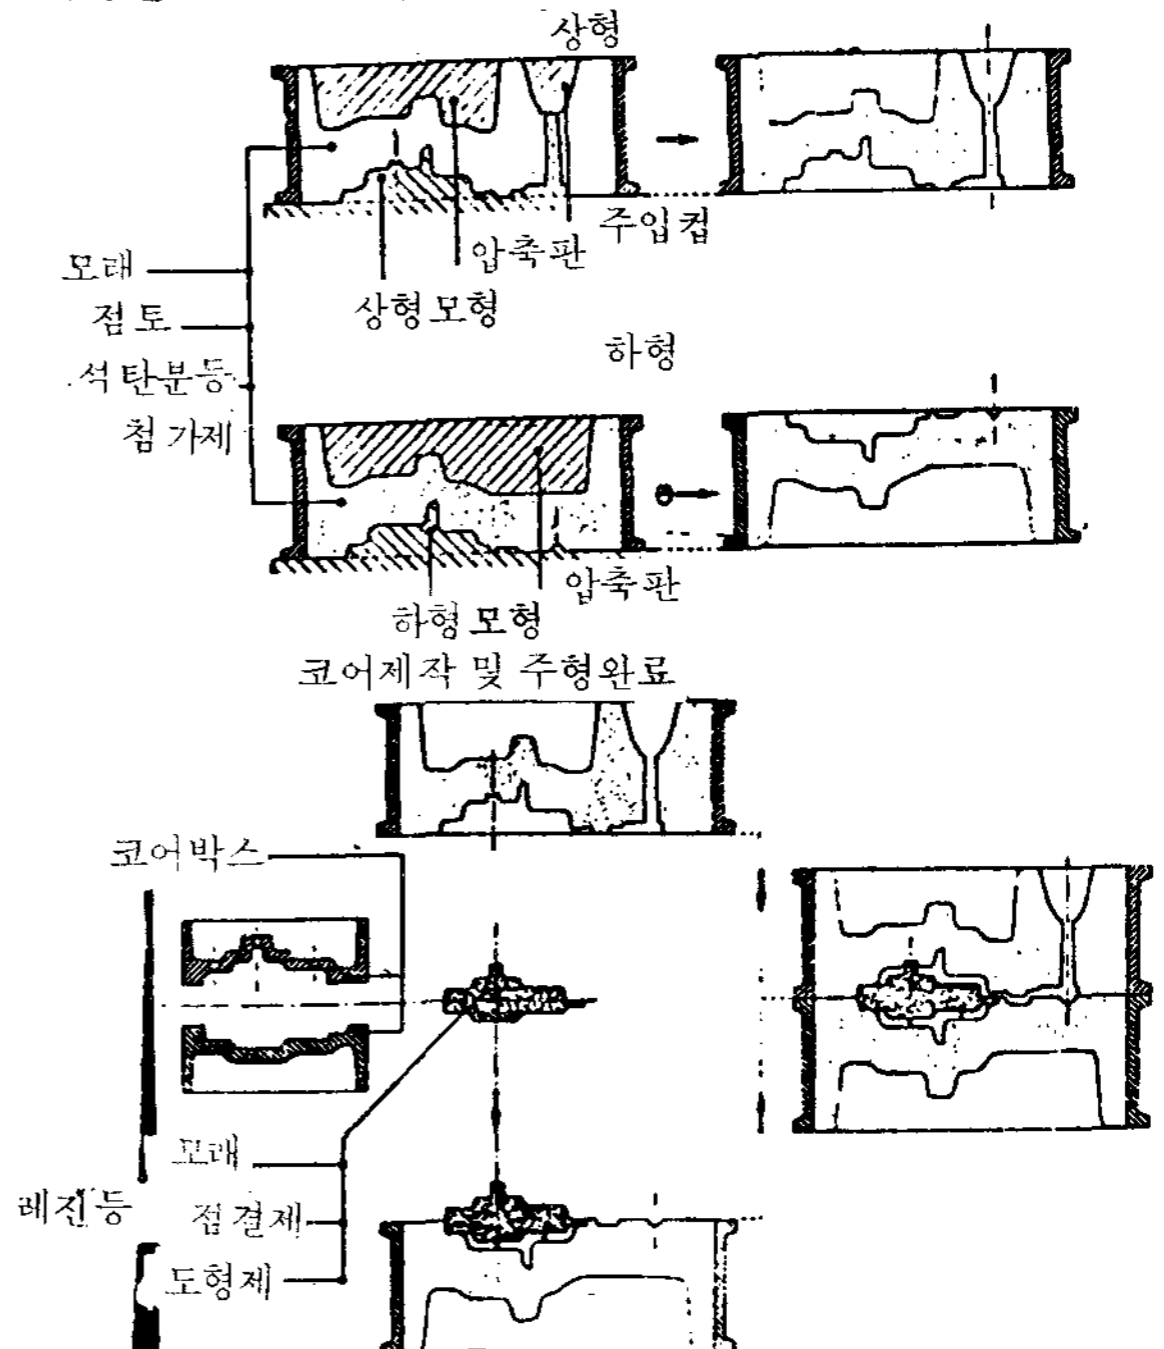 상형
주입컵
압축판
상형모형
모래
점토
석탄분등
첨가제
하형
압축판
하형모형
코어제작 및 주형완료
코어박스
모래
레진등
점결제
도형제